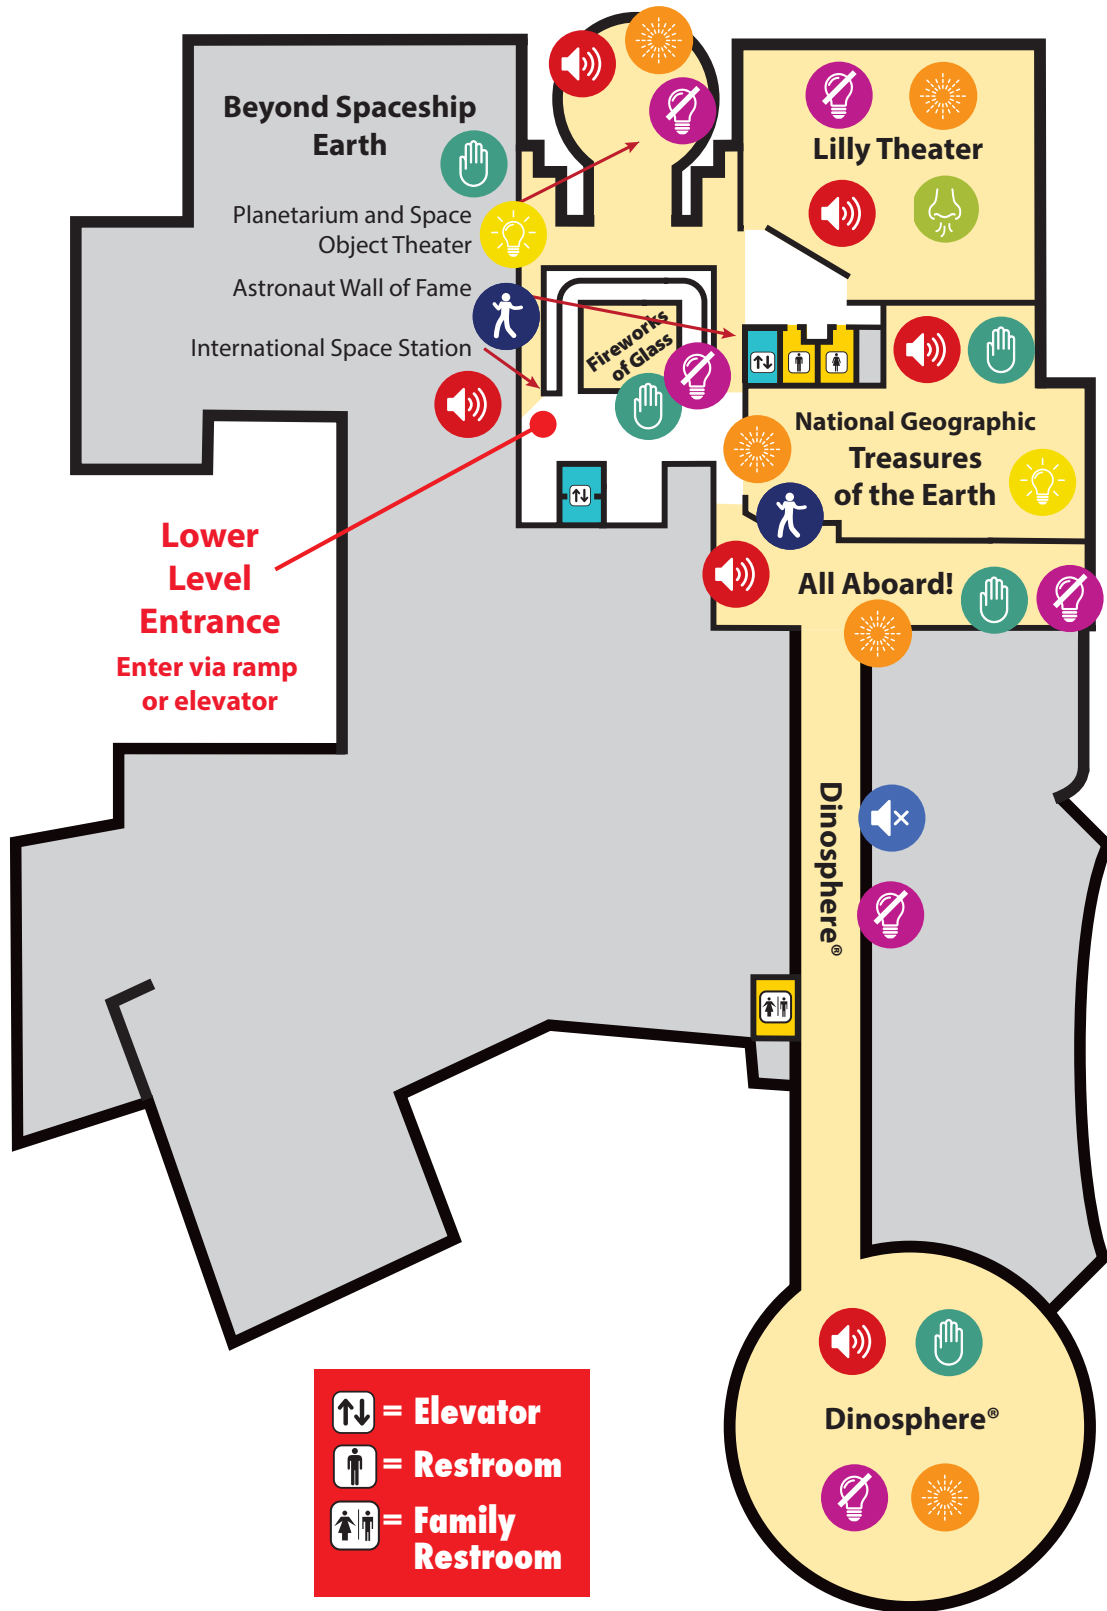 Beyond Spaceship
Earth
Planetarium and Space
Object Theater
Astronaut Wall of Fame
International Space Station
Lilly Theater
Fireworks
of Glass
National Geographic
Treasures
of the Earth
All Aboard!
Lower
Level
Entrance
Enter via ramp
or elevator
Dinosphere®
Dinosphere®
= Elevator
= Restroom
= Family
Restroom